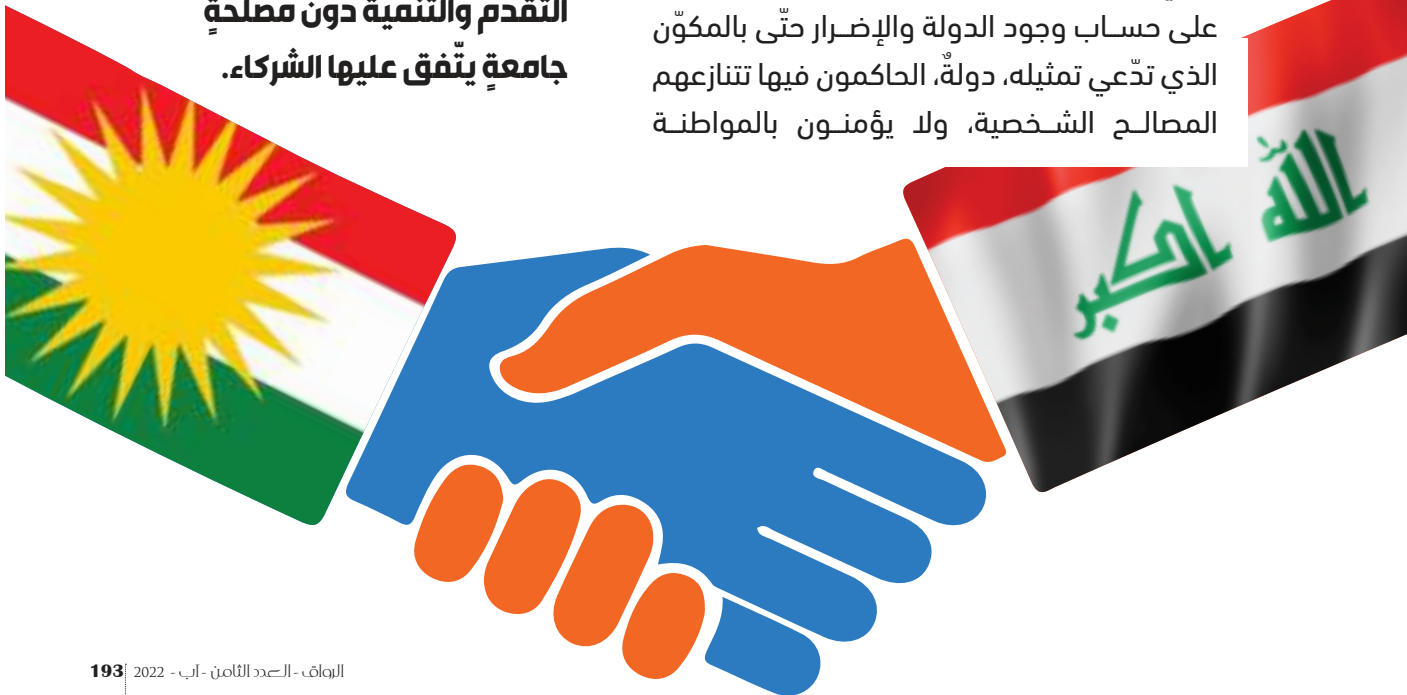 على حساب وجود الدولة والإضرار حتّى بالمكوّن
الذي تدّعي تمثيله، دولةٌ، الحاكمون فيها تتنازعهم
المصالح الشخصية، ولا يؤمنون بالمواطنة
التقدم والتنمية دون مصلحةٍ
جامعةٍ يتّفق عليها الشركاء.
الله اكبر
193 الرواق - العدد الثامن - آب - 2022